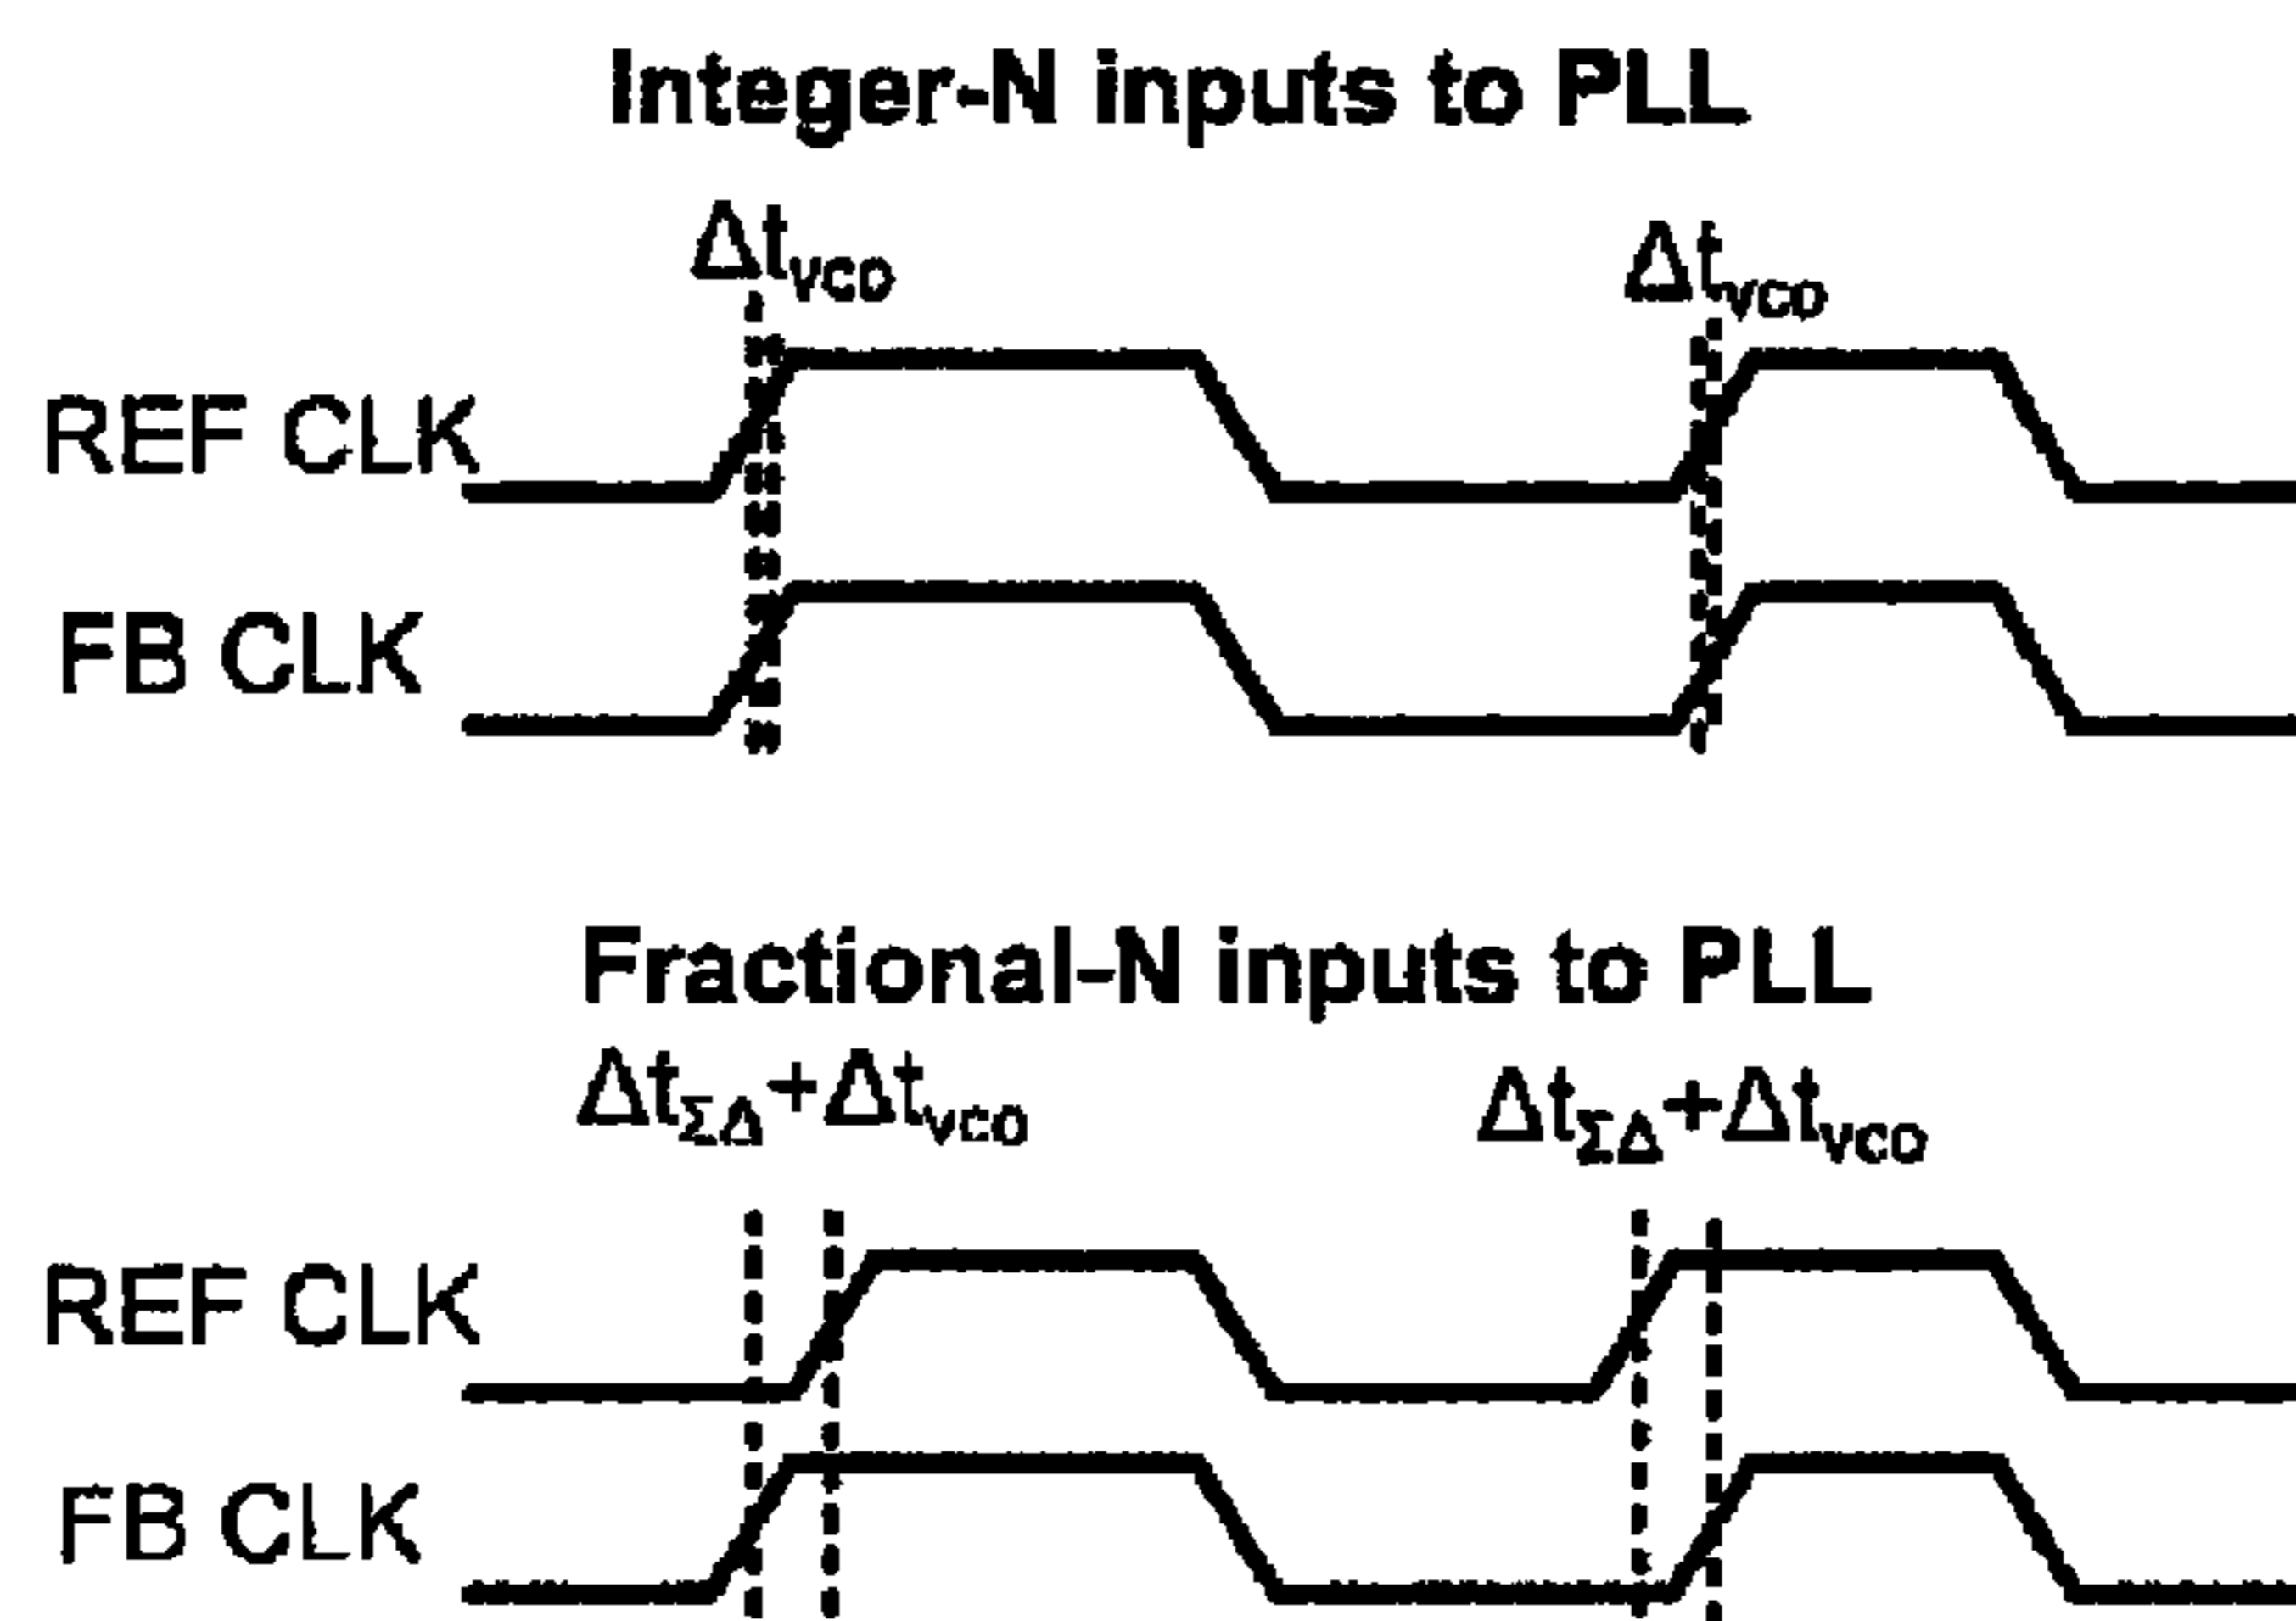 Integer-N inputs to PLL
Δtvco Δtvco
REF CLK
FB CLK
Fractional-N inputs to PLL
ΔtΣΔ+Δtvco ΔtΣΔ+Δtvco
REF CLK
FB CLK